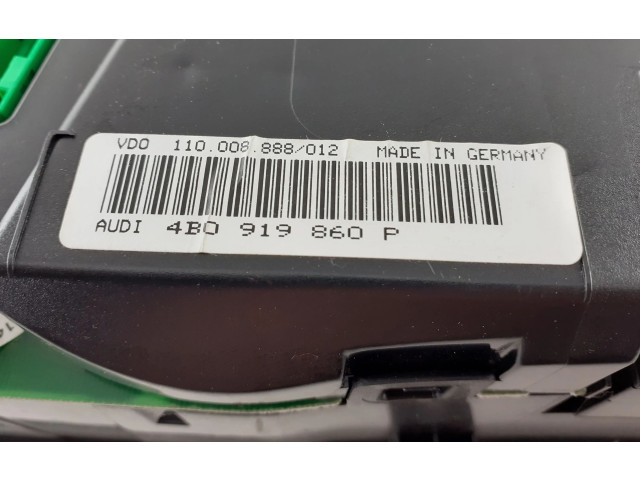 VDO 110.008.888/012 MADE IN GERMANY
AUDI 4B0 919 860 P